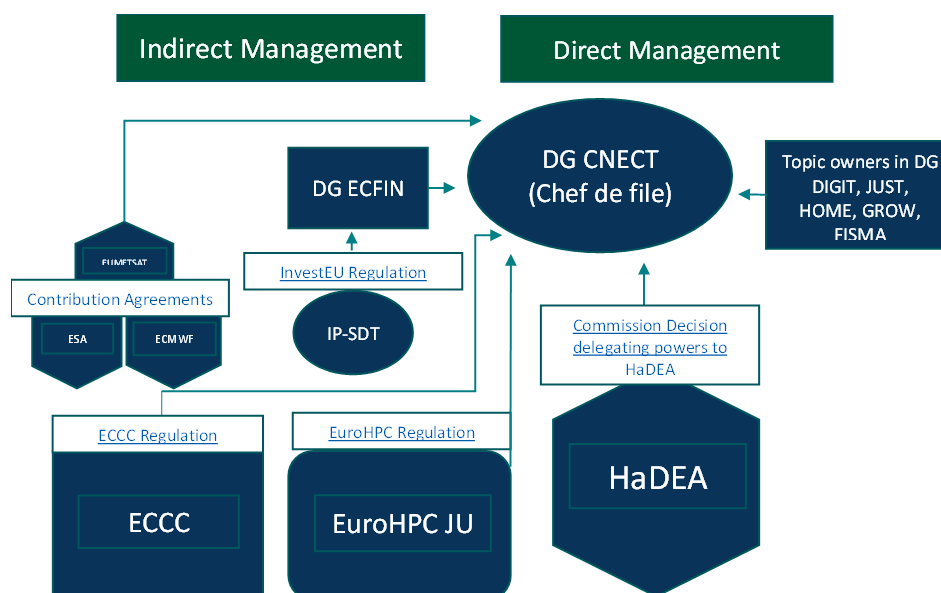 Indirect Management
Direct Management
DG CNECT
(Chef de file)
DG ECFIN
Topic owners in DG
DIGIT, JUST,
HOME, GROW,
FISMA
EUMETSAT
InvestEU Regulation
Contribution Agreements
IP-SDT
ESA
ECMWF
Commission Decision
delegating powers to
HaDEA
ECCC Regulation
EuroHPC Regulation
HaDEA
ECCC
EuroHPC JU